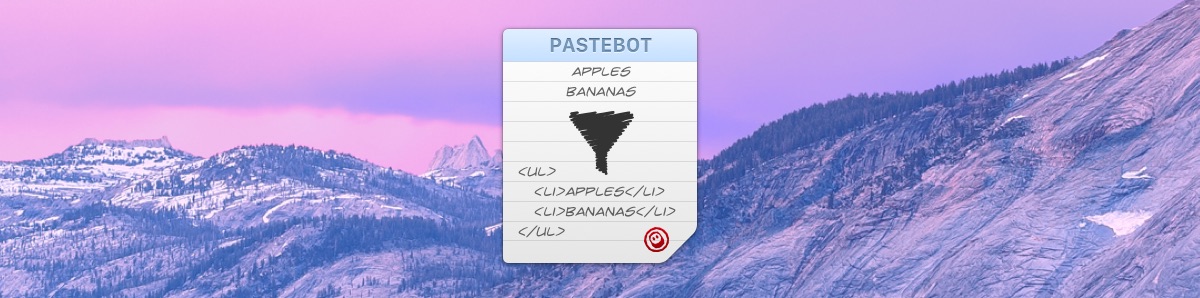 PASTEBOT
APPLES
BANANAS
<UL>
<LI>APPLES</LI>
<LI>BANANAS</LI>
</UL>